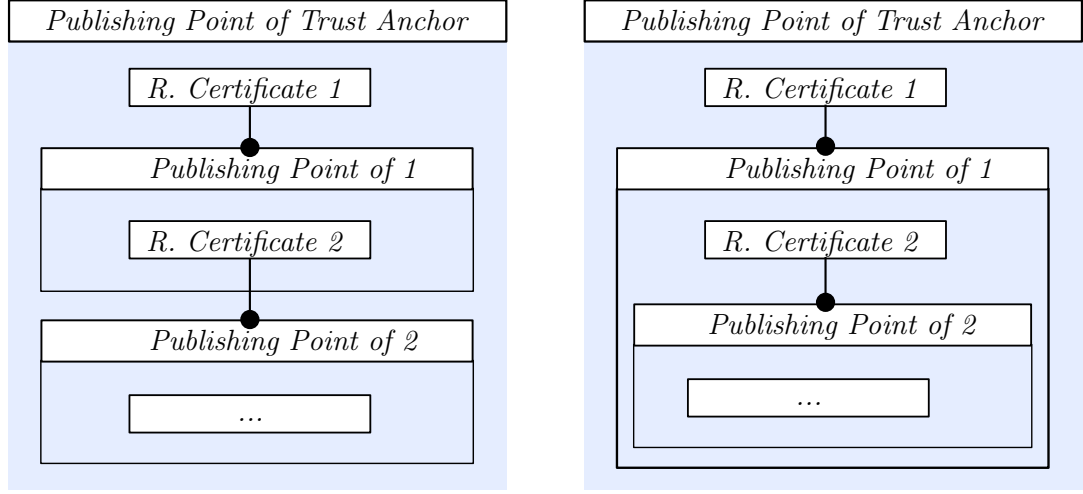 Publishing Point of Trust Anchor
R. Certificate 1
Publishing Point of 1
R. Certificate 2
Publishing Point of 2
...
Publishing Point of Trust Anchor
R. Certificate 1
Publishing Point of 1
R. Certificate 2
Publishing Point of 2
...